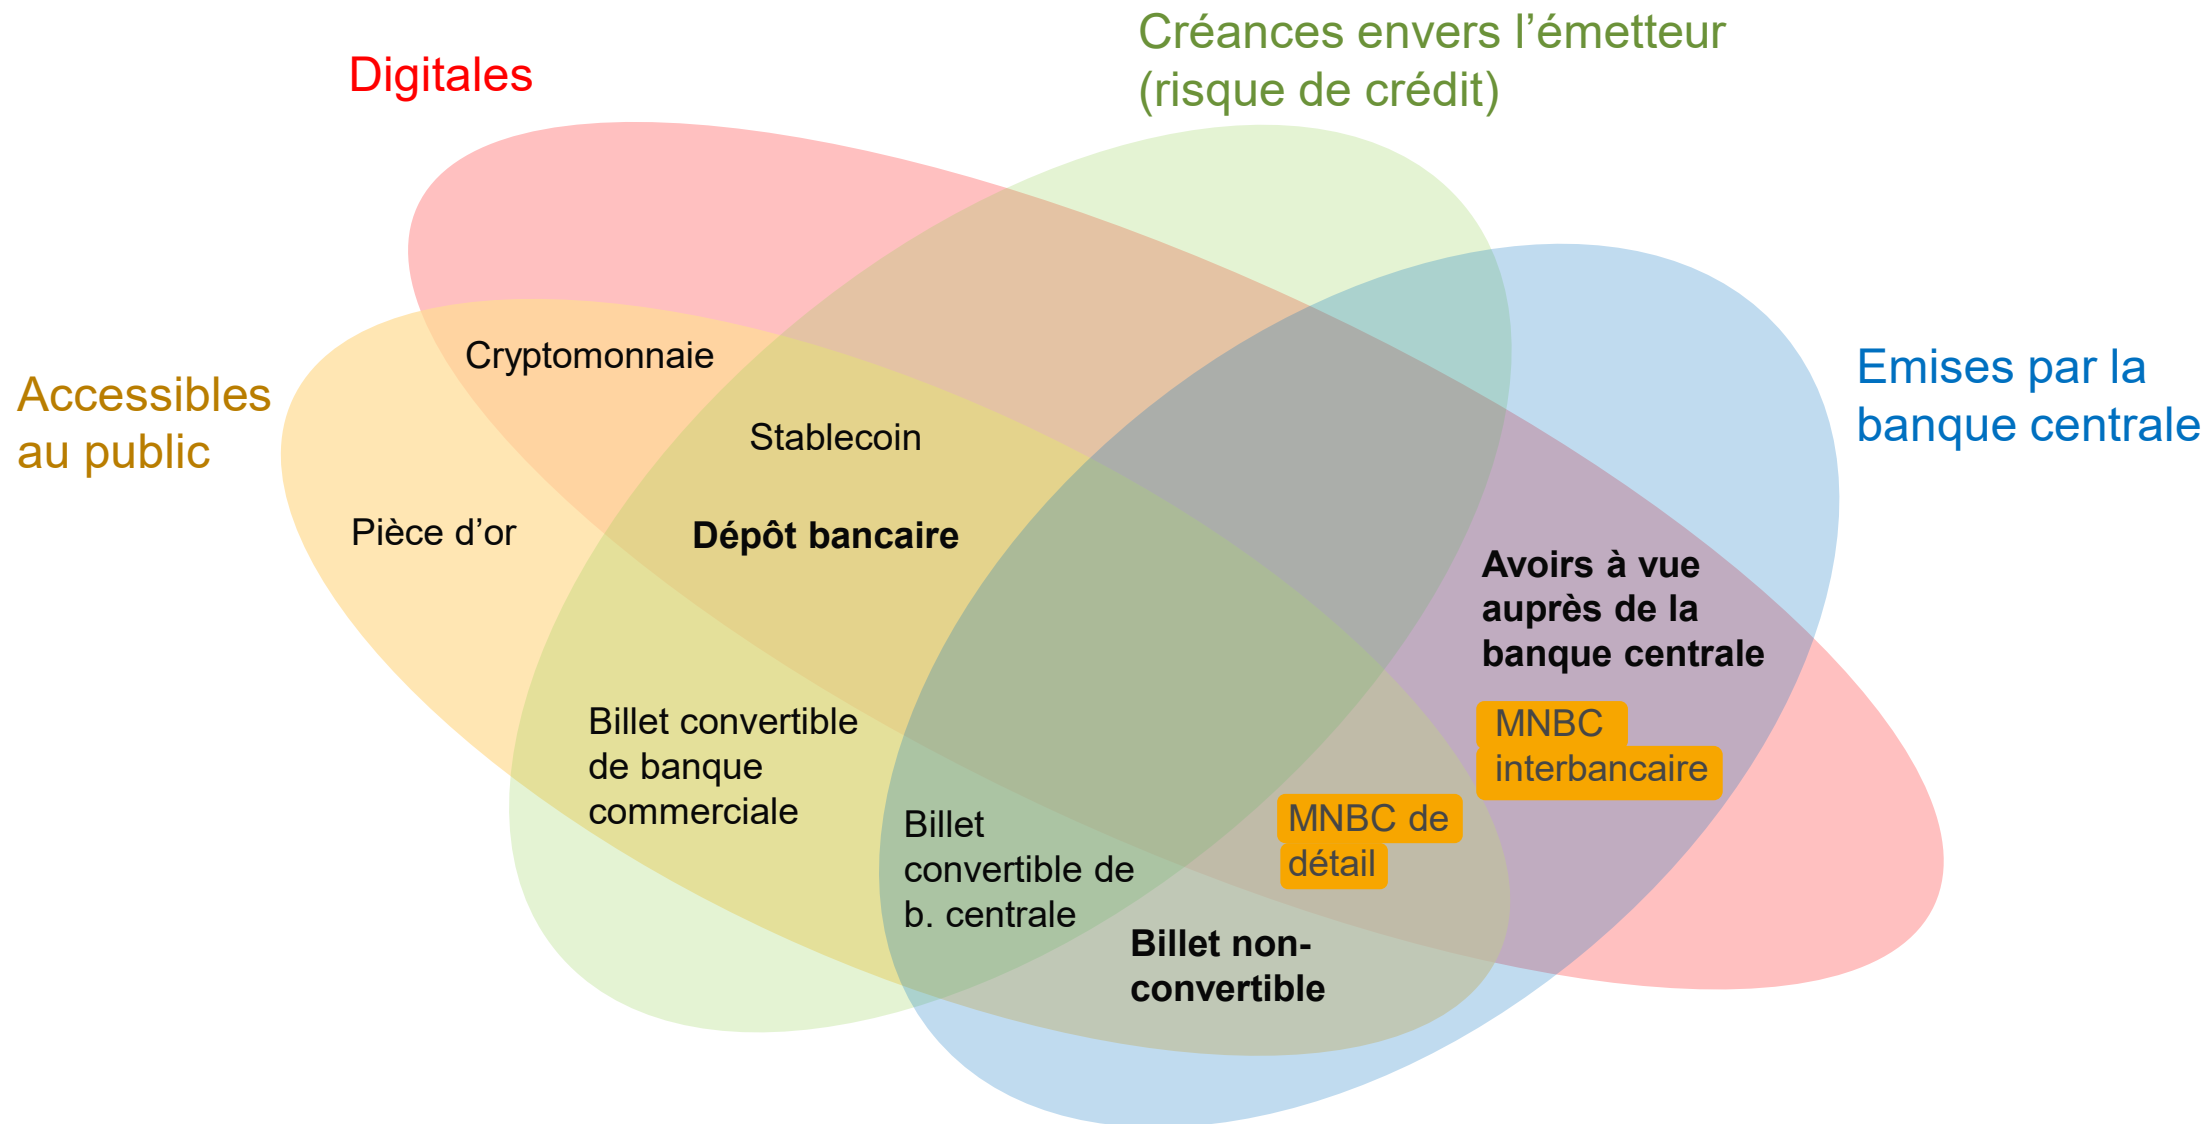 Créances envers l’émetteur
(risque de crédit)
Digitales
Accessibles
au public
Emises par la
banque centrale
Cryptomonnaie
Stablecoin
Pièce d’or
Dépôt bancaire
Avoirs à vue
auprès de la
banque centrale
MNBC
interbancaire
Billet convertible
de banque
commerciale
MNBC de
détail
Billet
convertible de
b. centrale
Billet non-
convertible